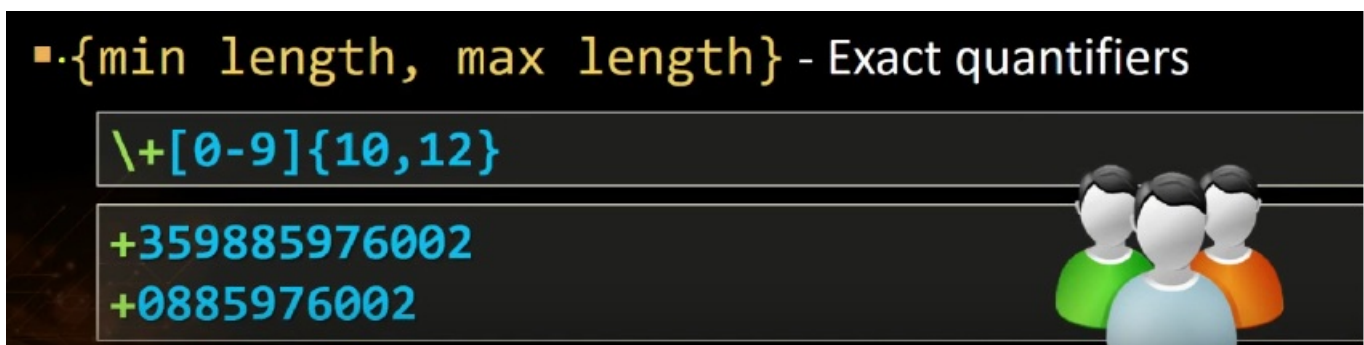 {min length, max length} - Exact quantifiers
\+[0-9]{10,12}
+359885976002
+0885976002